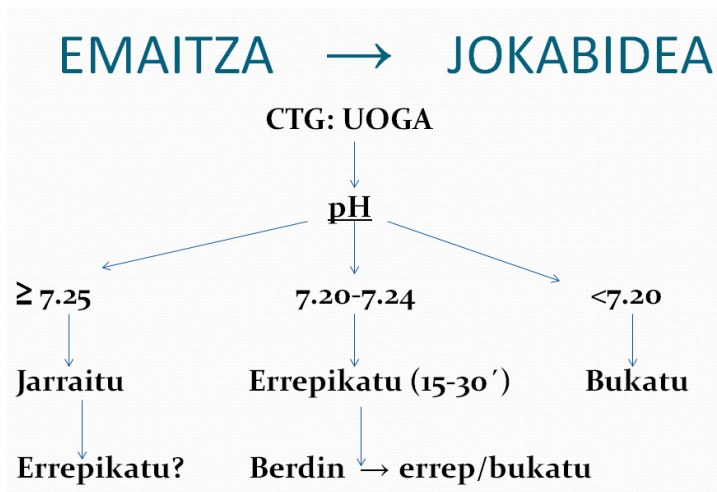 EMAITZA → JOKABIDEA
CTG: UOGA
pH
≥ 7.25 7.20-7.24 <7.20
Jarraitu Errepikatu (15-30´) Bukatu
Errepikatu? Berdin → errep/bukatu